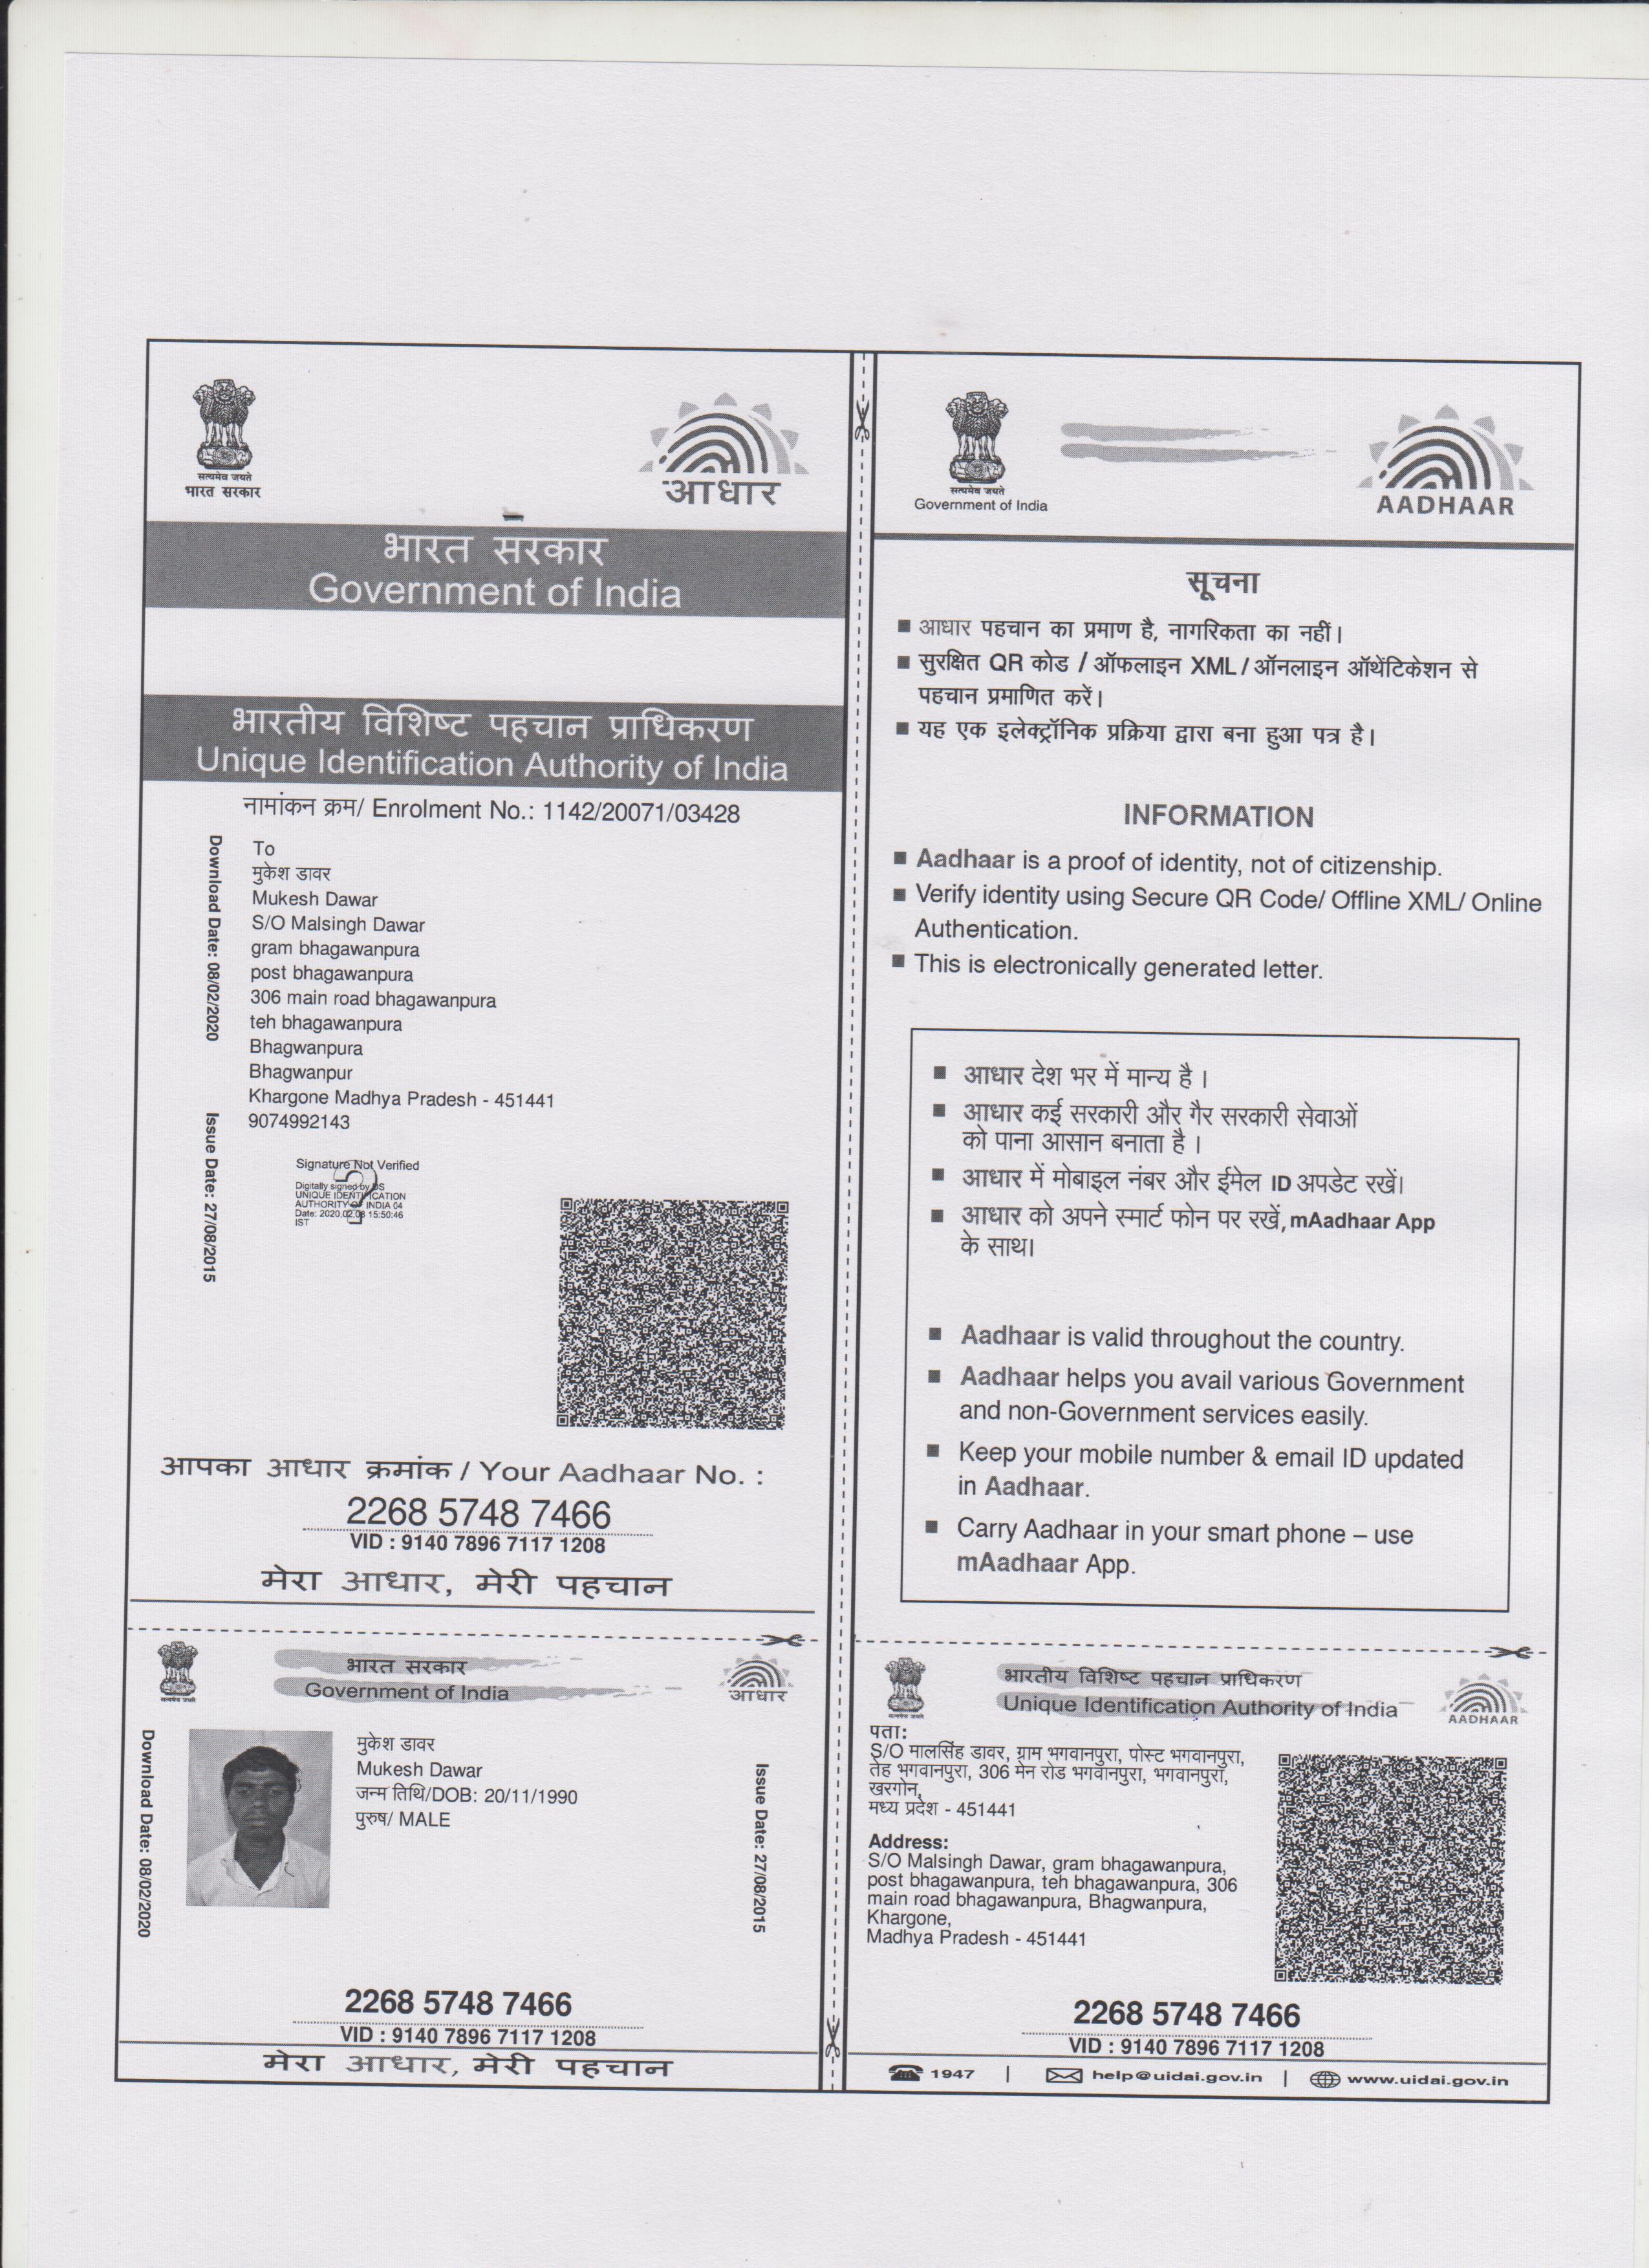 सत्यमेव जयते
भारत सरकार
आधार
भारत सरकार
Government of India
भारतीय विशिष्ट पहचान प्राधिकरण
Unique Identification Authority of India
नामांकन क्रम/ Enrolment No.: 1142/20071/03428
Download Date: 08/02/2020
Issue Date: 27/08/2015
To
मुकेश डावर
Mukesh Dawar
S/O Malsingh Dawar
gram bhagawanpura
post bhagawanpura
306 main road bhagawanpura
teh bhagawanpura
Bhagwanpura
Bhagwanpur
Khargone Madhya Pradesh - 451441
9074992143
Signature Not Verified
Digitally signed by DS
UNIQUE IDENTIFICATION
AUTHORITY OF INDIA 04
Date: 2020.02.08 15:50:46
IST
आपका आधार क्रमांक / Your Aadhaar No. :
2268 5748 7466
VID : 9140 7896 7117 1208
मेरा आधार, मेरी पहचान
सत्यमेव जयते
Government of India
AADHAAR
सूचना
■ आधार पहचान का प्रमाण है, नागरिकता का नहीं।
■ सुरक्षित QR कोड / ऑफलाइन XML / ऑनलाइन ऑथेंटिकेशन से
पहचान प्रमाणित करें।
■ यह एक इलेक्ट्रॉनिक प्रक्रिया द्वारा बना हुआ पत्र है।
INFORMATION
■ Aadhaar is a proof of identity, not of citizenship.
■ Verify identity using Secure QR Code/ Offline XML/ Online
Authentication.
■ This is electronically generated letter.
■ आधार देश भर में मान्य है ।
■ आधार कई सरकारी और गैर सरकारी सेवाओं
को पाना आसान बनाता है ।
■ आधार में मोबाइल नंबर और ईमेल ID अपडेट रखें।
■ आधार को अपने स्मार्ट फोन पर रखें, mAadhaar App
के साथ।
■ Aadhaar is valid throughout the country.
■ Aadhaar helps you avail various Government
and non-Government services easily.
■ Keep your mobile number & email ID updated
in Aadhaar.
■ Carry Aadhaar in your smart phone – use
mAadhaar App.
सत्यमेव जयते
भारत सरकार
Government of India
आधार
Download Date: 08/02/2020
मुकेश डावर
Mukesh Dawar
जन्म तिथि/DOB: 20/11/1990
पुरुष/ MALE
Issue Date: 27/08/2015
2268 5748 7466
VID : 9140 7896 7117 1208
मेरा आधार, मेरी पहचान
सत्यमेव जयते
भारतीय विशिष्ट पहचान प्राधिकरण
Unique Identification Authority of India
AADHAAR
पता:
S/O मालसिंह डावर, ग्राम भगवानपुरा, पोस्ट भगवानपुरा,
तेह भगवानपुरा, 306 मेन रोड भगवानपुरा, भगवानपुरा,
खरगोन,
मध्य प्रदेश - 451441
Address:
S/O Malsingh Dawar, gram bhagawanpura,
post bhagawanpura, teh bhagawanpura, 306
main road bhagawanpura, Bhagwanpura,
Khargone,
Madhya Pradesh - 451441
2268 5748 7466
VID : 9140 7896 7117 1208
1947 | help@uidai.gov.in | www.uidai.gov.in